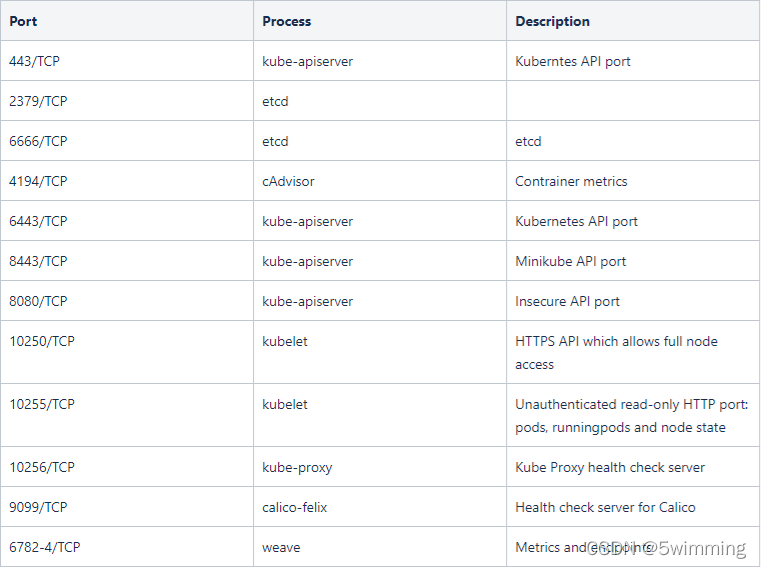 Port Process Description
443/TCP kube-apiserver Kuberntes API port
2379/TCP etcd
6666/TCP etcd etcd
4194/TCP cAdvisor Contrainer metrics
6443/TCP kube-apiserver Kubernetes API port
8443/TCP kube-apiserver Minikube API port
8080/TCP kube-apiserver Insecure API port
10250/TCP kubelet HTTPS API which allows full node
access
10255/TCP kubelet Unauthenticated read-only HTTP port:
pods, runningpods and node state
10256/TCP kube-proxy Kube Proxy health check server
9099/TCP calico-felix Health check server for Calico
6782-4/TCP weave Metrics and endpoints
CSDN @5wimming